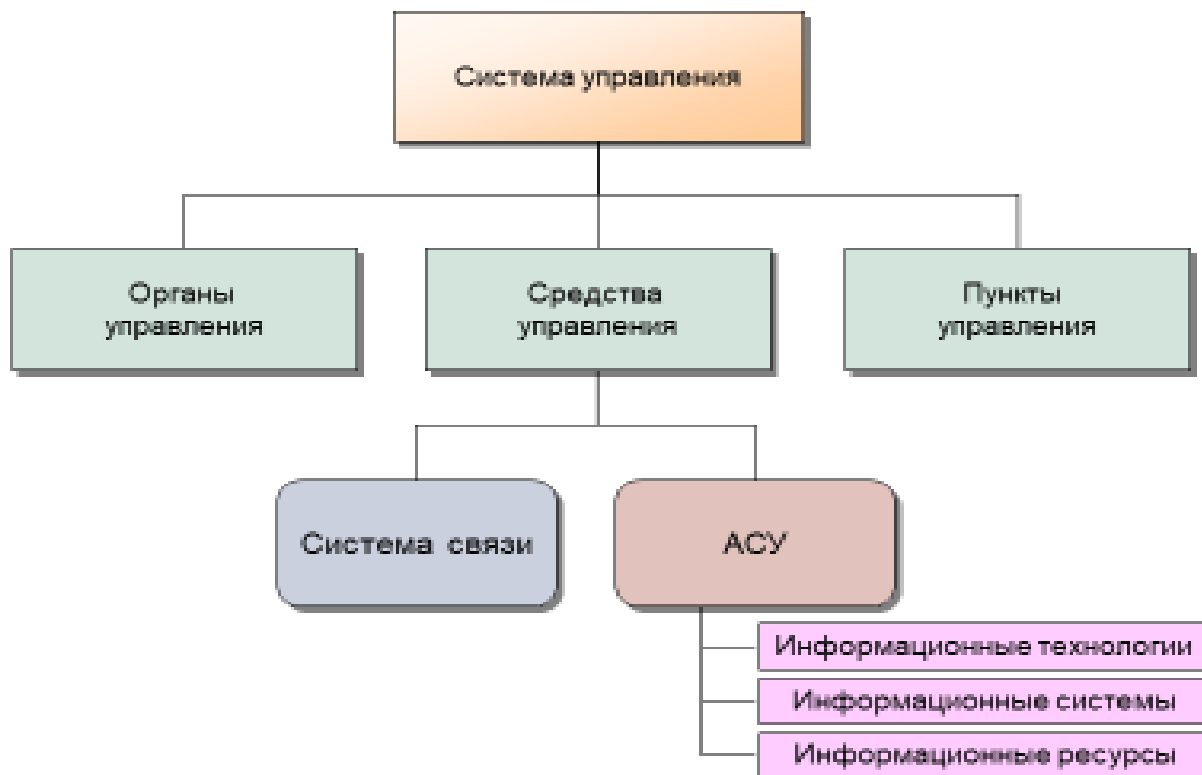 Система управления
Органы
управления
Средства
управления
Пункты
управления
Система связи
АСУ
Информационные технологии
Информационные системы
Информационные ресурсы